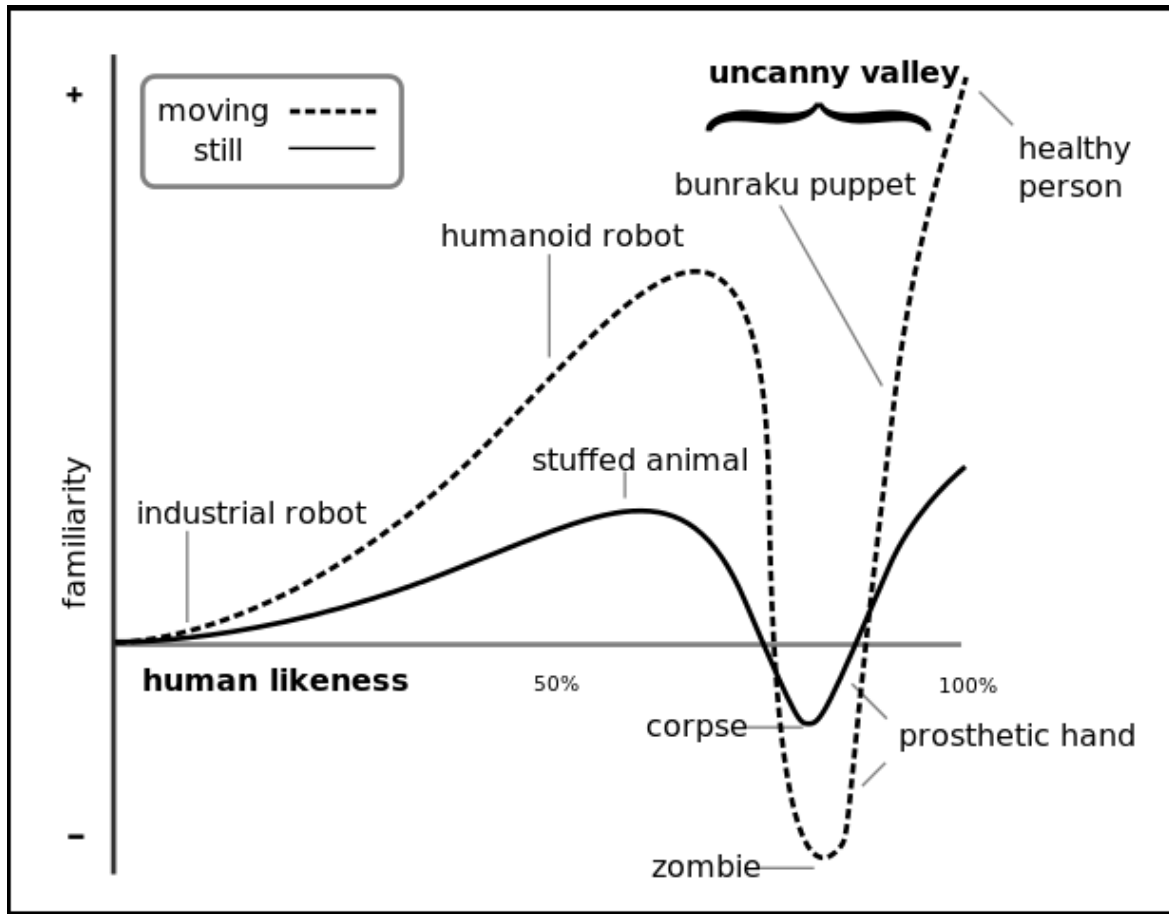 uncanny valley
+
moving
still
healthy
person
bunraku puppet
humanoid robot
stuffed animal
industrial robot
familiarity
human likeness
50%
100%
corpse
prosthetic hand
–
zombie